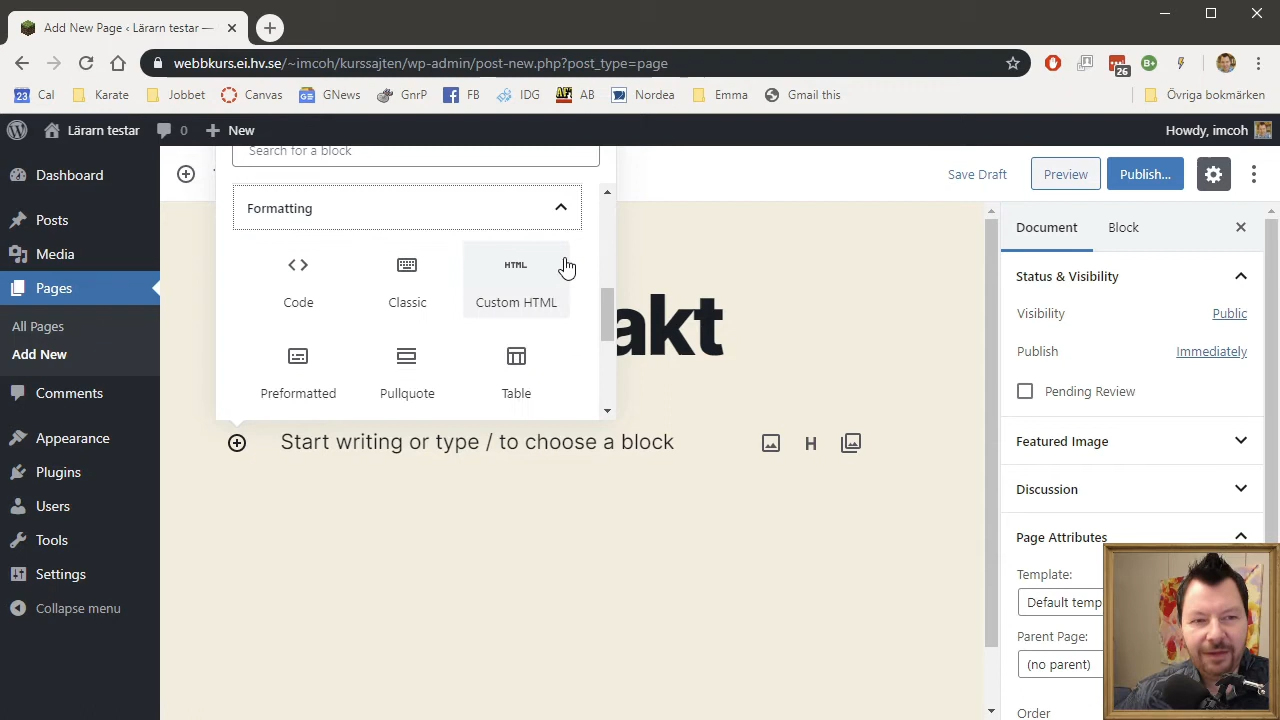 Add New Page ‹ Lärarn testar —
webbkurs.ei.hv.se/~imcoh/kurssajten/wp-admin/post-new.php?post_type=page
26
23 Cal
Karate
Jobbet
Canvas
GNews
GnrP
FB
IDG
AB
Nordea
Emma
Gmail this
Övriga bokmärken
Lärarn testar
0
New
Howdy, imcoh
Dashboard
Posts
Media
Pages
All Pages
Add New
Comments
Appearance
Plugins
Users
Tools
Settings
Collapse menu
Search for a block
Formatting
Code
Classic
HTML
Custom HTML
Preformatted
Pullquote
Table
akt
Start writing or type / to choose a block
H
Save Draft
Preview
Publish...
Document
Block
Status & Visibility
Visibility
Public
Publish
Immediately
Pending Review
Featured Image
Discussion
Page Attributes
Template:
Default temp
Parent Page:
(no parent)
Order